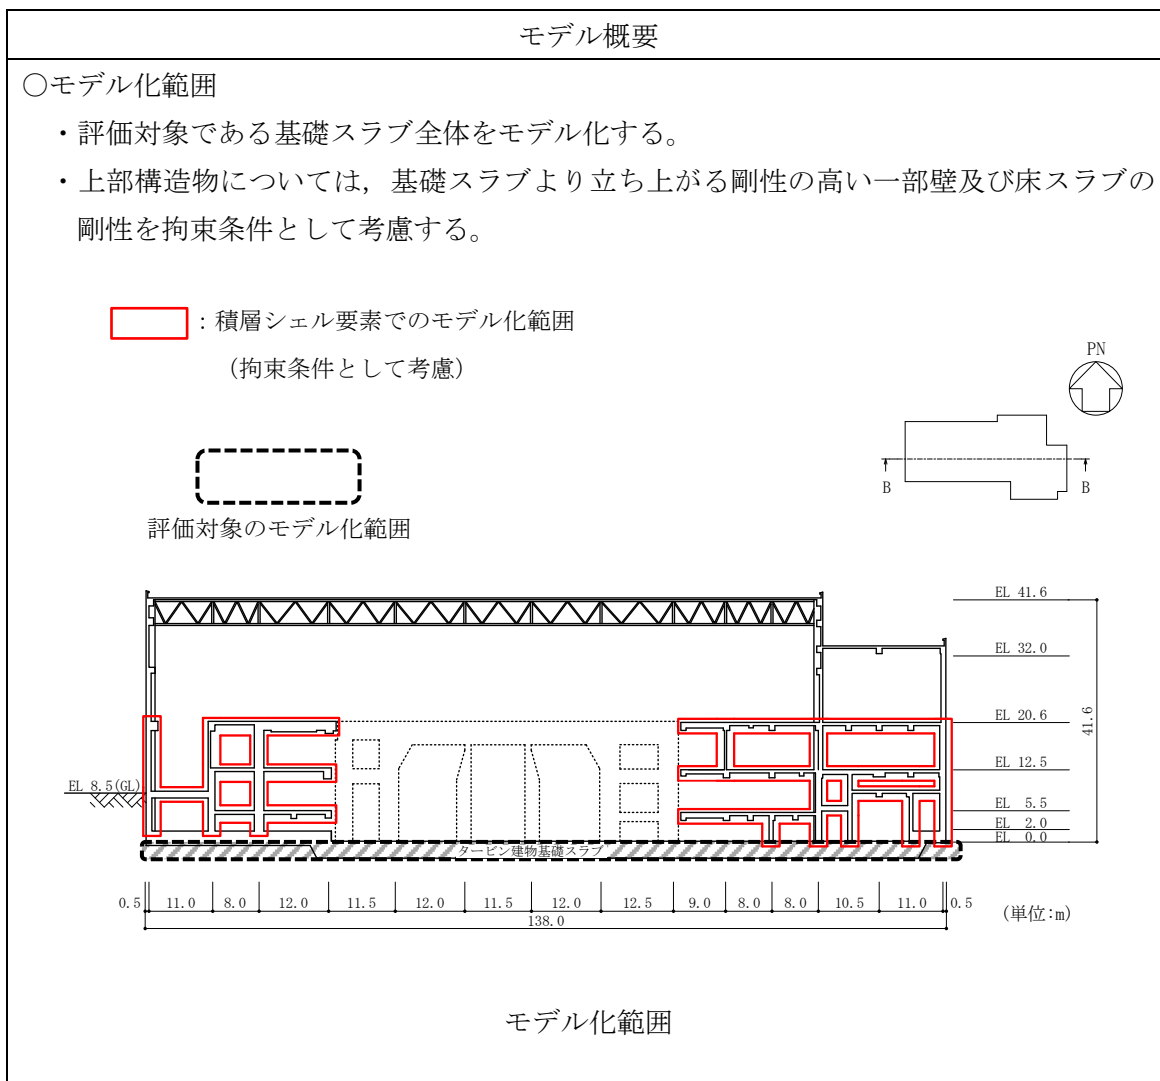 モデル概要
○モデル化範囲
・評価対象である基礎スラブ全体をモデル化する。
・上部構造物については，基礎スラブより立ち上がる剛性の高い一部壁及び床スラブの
剛性を拘束条件として考慮する。
：積層シェル要素でのモデル化範囲
（拘束条件として考慮）
PN
B B
評価対象のモデル化範囲
EL 41.6
EL 32.0
EL 20.6
41.6
EL 12.5
EL 8.5(GL)
EL 5.5
EL 2.0
EL 0.0
タービン建物基礎スラブ
0.5 11.0 8.0 12.0 11.5 12.0 11.5 12.0 12.5 9.0 8.0 8.0 10.5 11.0 0.5
(単位:m)
138.0
モデル化範囲